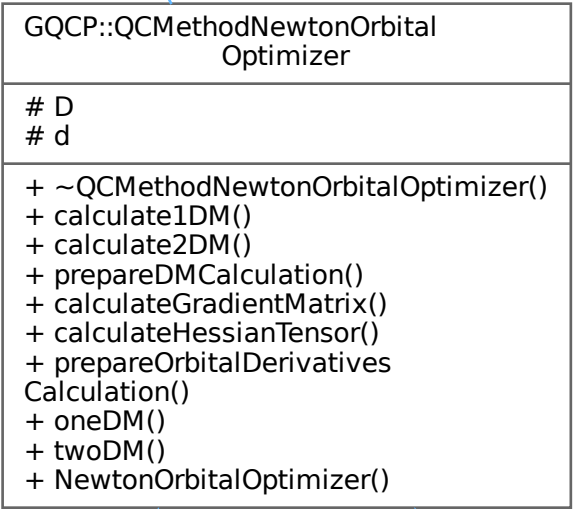 GQCP::QCMethodNewtonOrbital
Optimizer
# D
# d
+ ~QCMethodNewtonOrbitalOptimizer()
+ calculate1DM()
+ calculate2DM()
+ prepareDMCalculation()
+ calculateGradientMatrix()
+ calculateHessianTensor()
+ prepareOrbitalDerivatives
Calculation()
+ oneDM()
+ twoDM()
+ NewtonOrbitalOptimizer()